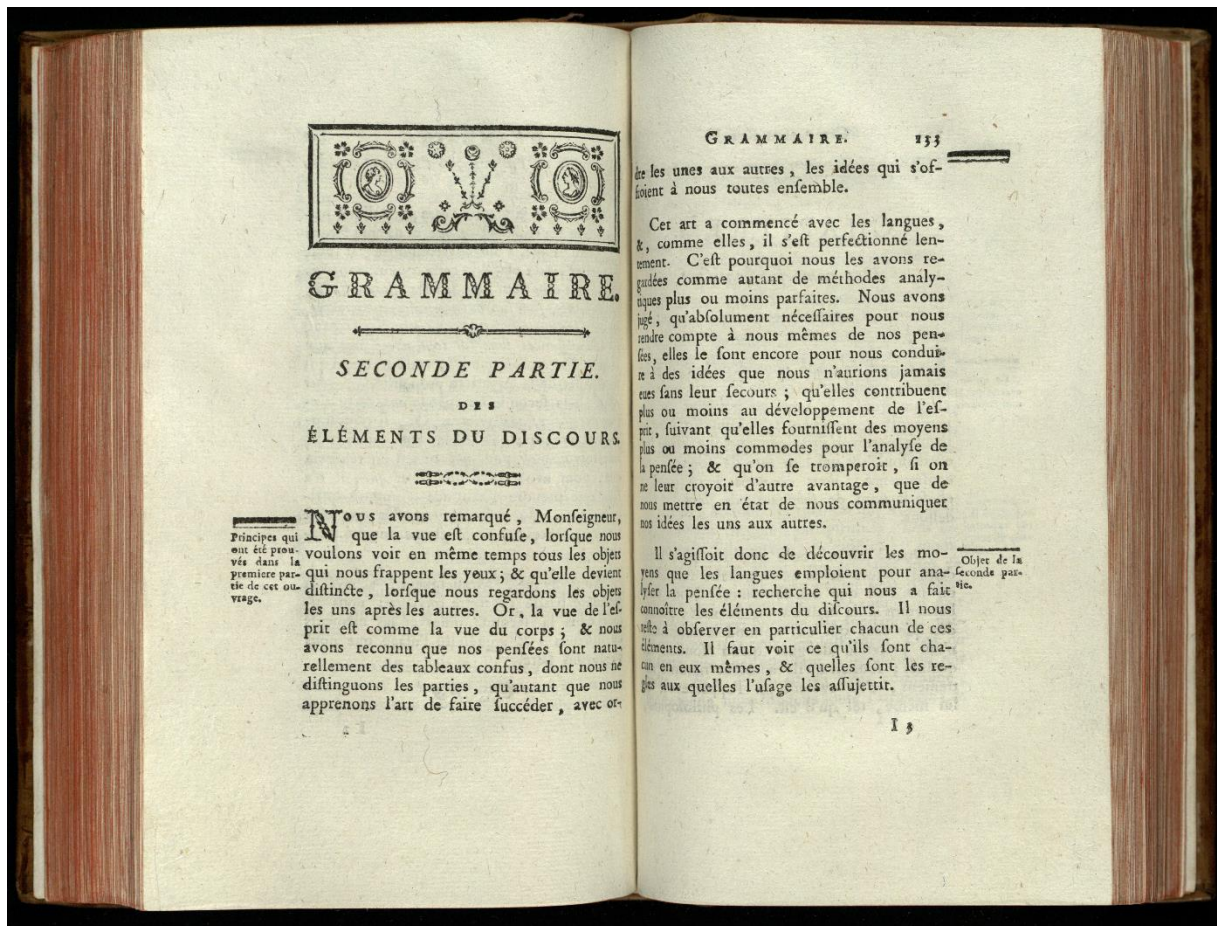 GRAMMAIRE.
SECONDE PARTIE.
DES
ÉLÉMENTS DU DISCOURS.
Principes qui
ont été prou-
vés dans la
premiere par-
tie de cet ou-
vrage.
Nous avons remarqué, Monſeigneur,
que la vue eſt confuſe, lorſque nous
voulons voir en même temps tous les objets
qui nous frappent les yeux; & qu'elle devient
diſtincte, lorſque nous regardons les objets
les uns après les autres. Or, la vue de l'eſ-
prit eſt comme la vue du corps; & nous
avons reconnu que nos penſées ſont natu-
rellement des tableaux confus, dont nous ne
diſtinguons les parties, qu'autant que nous
apprenons l'art de faire ſuccéder, avec or-
GRAMMAIRE. 133
dre les unes aux autres, les idées qui s'of-
froient à nous toutes enſemble.
Cet art a commencé avec les langues,
&, comme elles, il s'eſt perfectionné len-
tement. C'eſt pourquoi nous les avons re-
gardées comme autant de méthodes analy-
tiques plus ou moins parfaites. Nous avons
jugé, qu'abſolument néceſſaires pour nous
rendre compte à nous mêmes de nos pen-
ſées, elles le ſont encore pour nous condui-
re à des idées que nous n'aurions jamais
eues ſans leur ſecours; qu'elles contribuent
plus ou moins au développement de l'eſ-
prit, ſuivant qu'elles fourniſſent des moyens
plus ou moins commodes pour l'analyſe de
la penſée; & qu'on ſe tromperoit, ſi on
ne leur croyoit d'autre avantage, que de
nous mettre en état de nous communiquer
nos idées les uns aux autres.
Il s'agiſſoit donc de découvrir les mo-
yens que les langues emploient pour ana-
lyſer la penſée: recherche qui nous a fait
connoître les éléments du diſcours. Il nous
reſte à obſerver en particulier chacun de ces
éléments. Il faut voir ce qu'ils ſont cha-
cun en eux mêmes, & quelles ſont les re-
gles aux quelles l'uſage les aſſujettit.
Objet de la
ſeconde par-
tie.
I 3